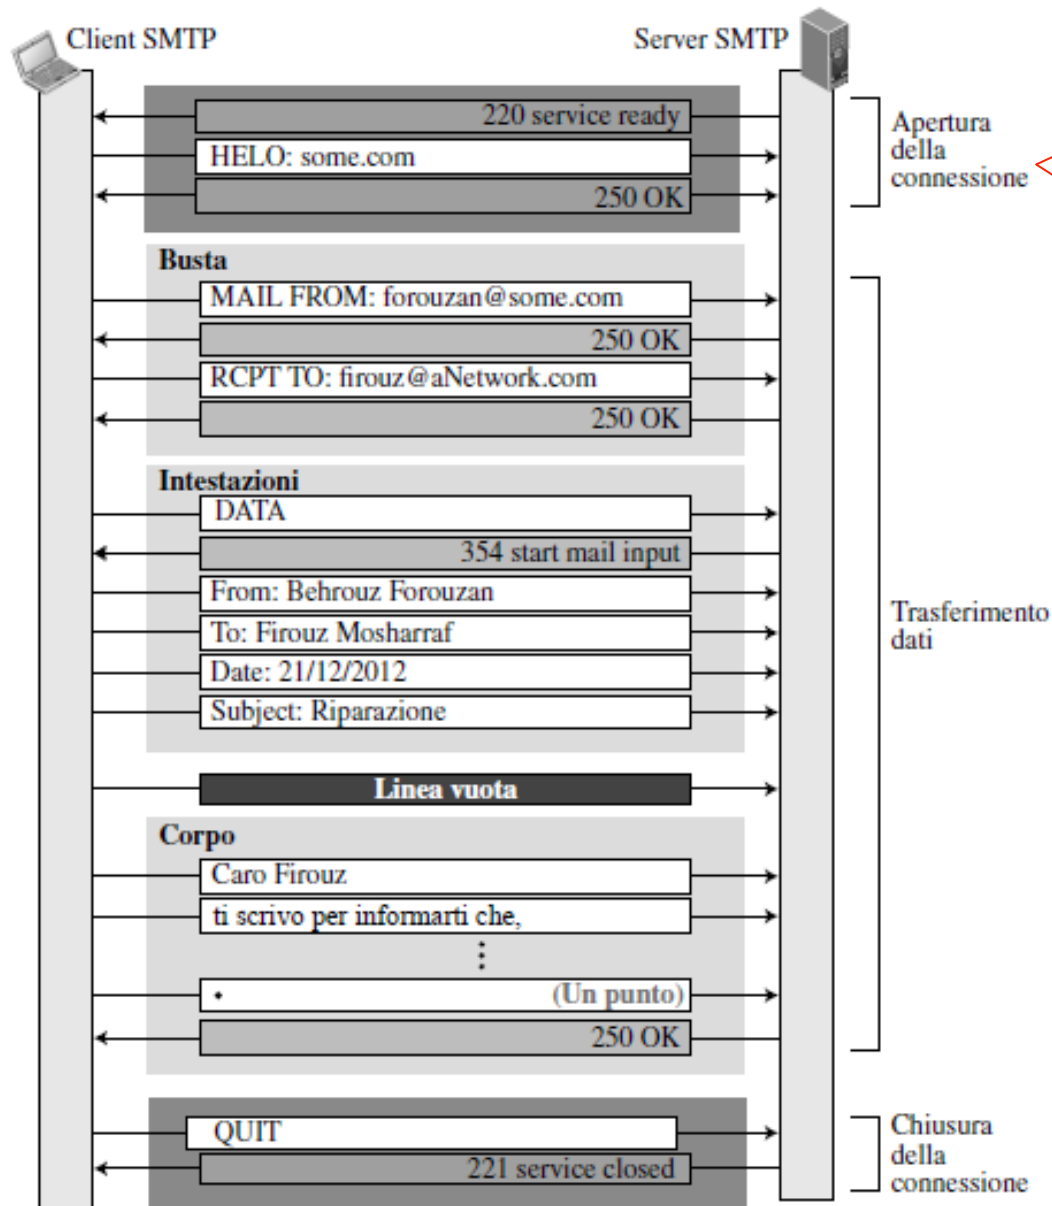 Client SMTP
Server SMTP
220 service ready
HELO: some.com
250 OK
Apertura
della
connessione
Busta
MAIL FROM: forouzan@some.com
250 OK
RCPT TO: firouz@aNetwork.com
250 OK
Intestazioni
DATA
354 start mail input
From: Behrouz Forouzan
To: Firouz Mosharraf
Date: 21/12/2012
Subject: Riparazione
Linea vuota
Corpo
Caro Firouz
ti scrivo per informarti che,
⋮
• (Un punto)
250 OK
Trasferimento
dati
QUIT
221 service closed
Chiusura
della
connessione